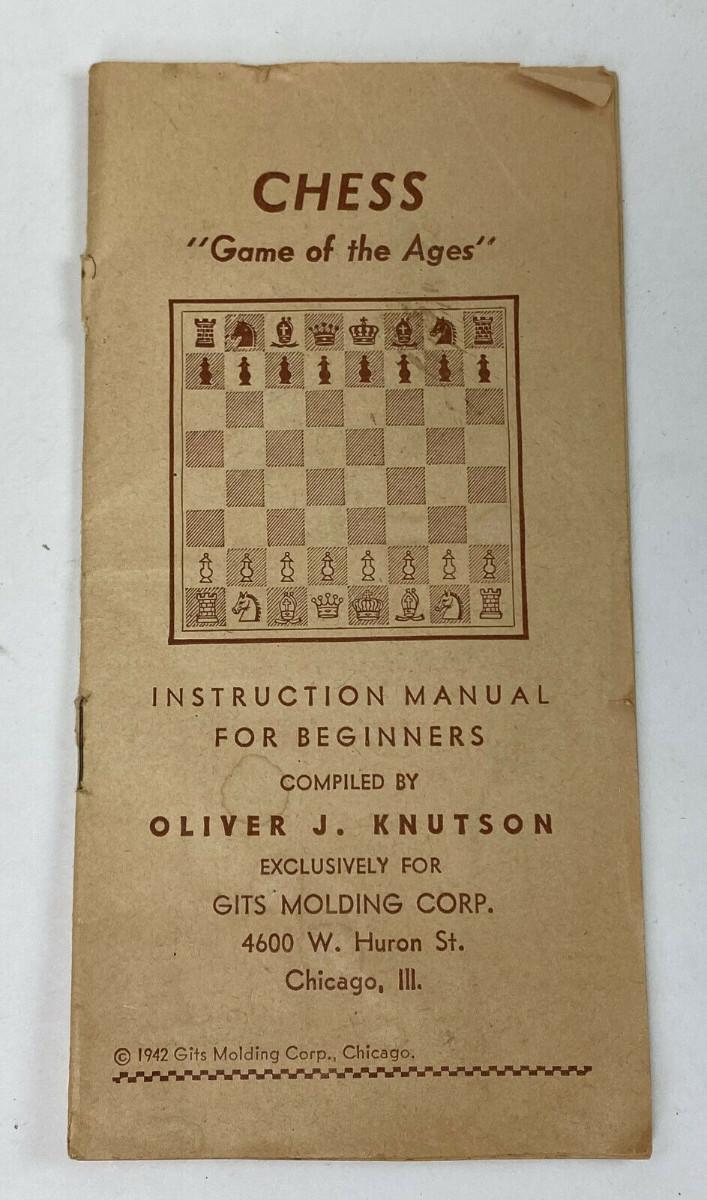 CHESS
"Game of the Ages"
INSTRUCTION MANUAL
FOR BEGINNERS
COMPILED BY
OLIVER J. KNUTSON
EXCLUSIVELY FOR
GITS MOLDING CORP.
4600 W. Huron St.
Chicago, Ill.
© 1942 Gits Molding Corp., Chicago.